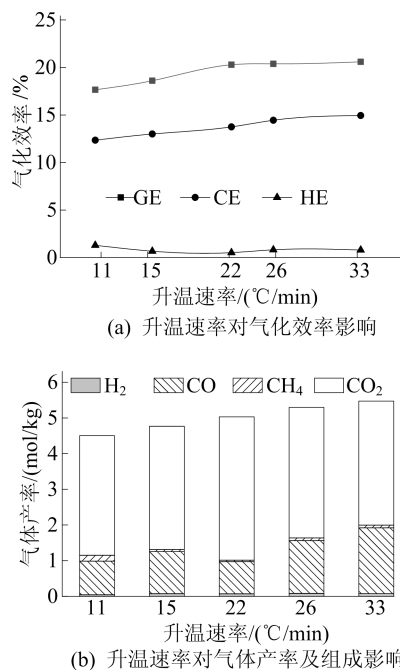 25
20
15
10
5
0
气化效率/%
GE CE HE
11 15 22 26 33
升温速率/(℃/min)
(a) 升温速率对气化效率影响
H₂ CO CH₄ CO₂
6
5
4
3
2
1
0
气体产率/(mol/kg)
11 15 22 26 33
升温速率/(℃/min)
(b) 升温速率对气体产率及组成影响